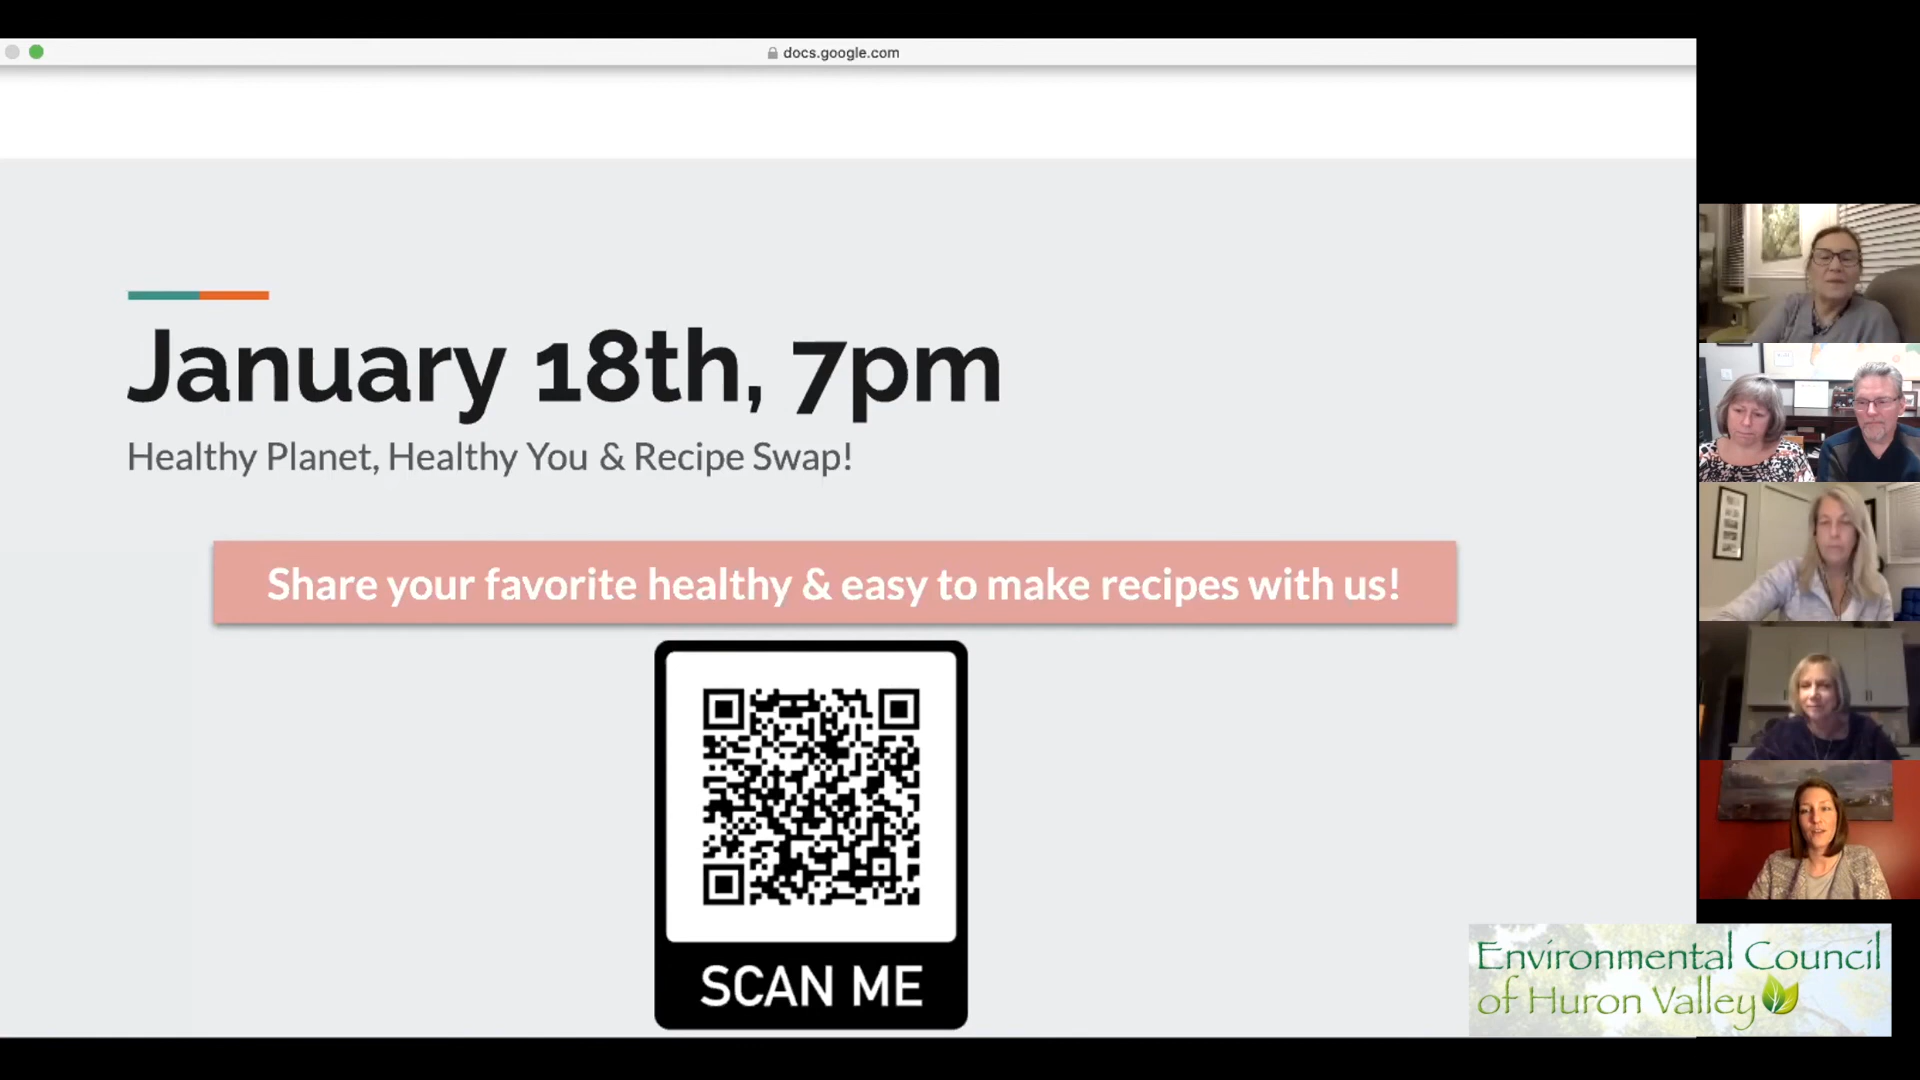 docs.google.com
January 18th, 7pm
Healthy Planet, Healthy You & Recipe Swap!
Share your favorite healthy & easy to make recipes with us!
SCAN ME
Environmental Council
of Huron Valley